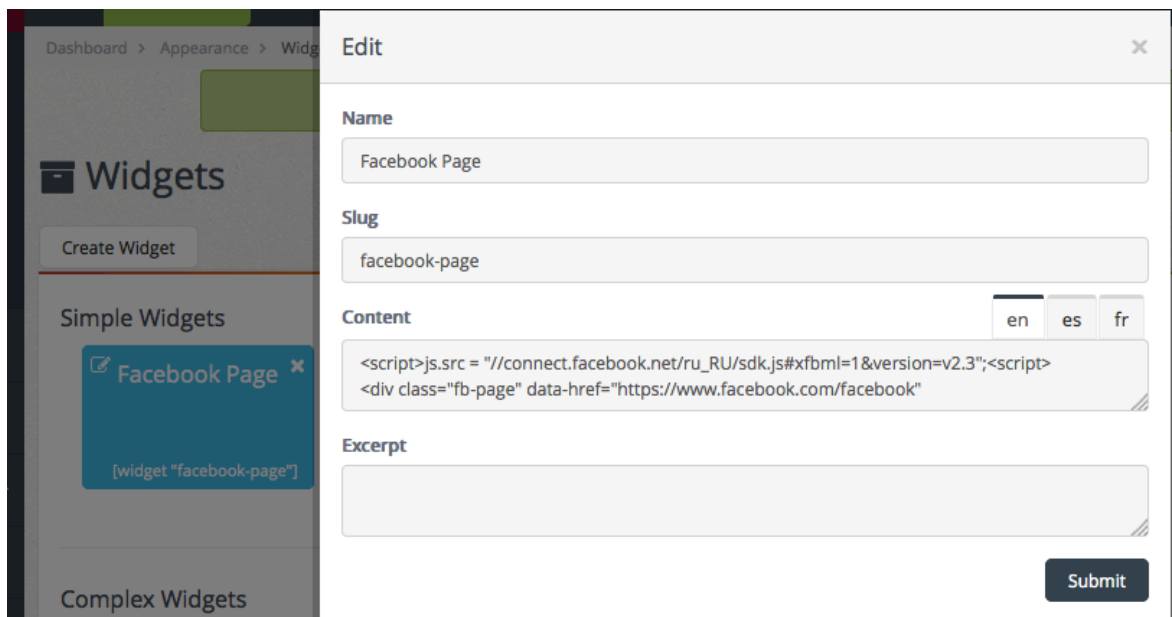 Dashboard > Appearance > Widg
Widgets
Create Widget
Simple Widgets
Facebook Page
[widget "facebook-page"]
Complex Widgets
Edit
Name
Facebook Page
Slug
facebook-page
Content
en es fr
<script>js.src = "//connect.facebook.net/ru_RU/sdk.js#xfbml=1&version=v2.3";<script>
<div class="fb-page" data-href="https://www.facebook.com/facebook"
Excerpt
Submit